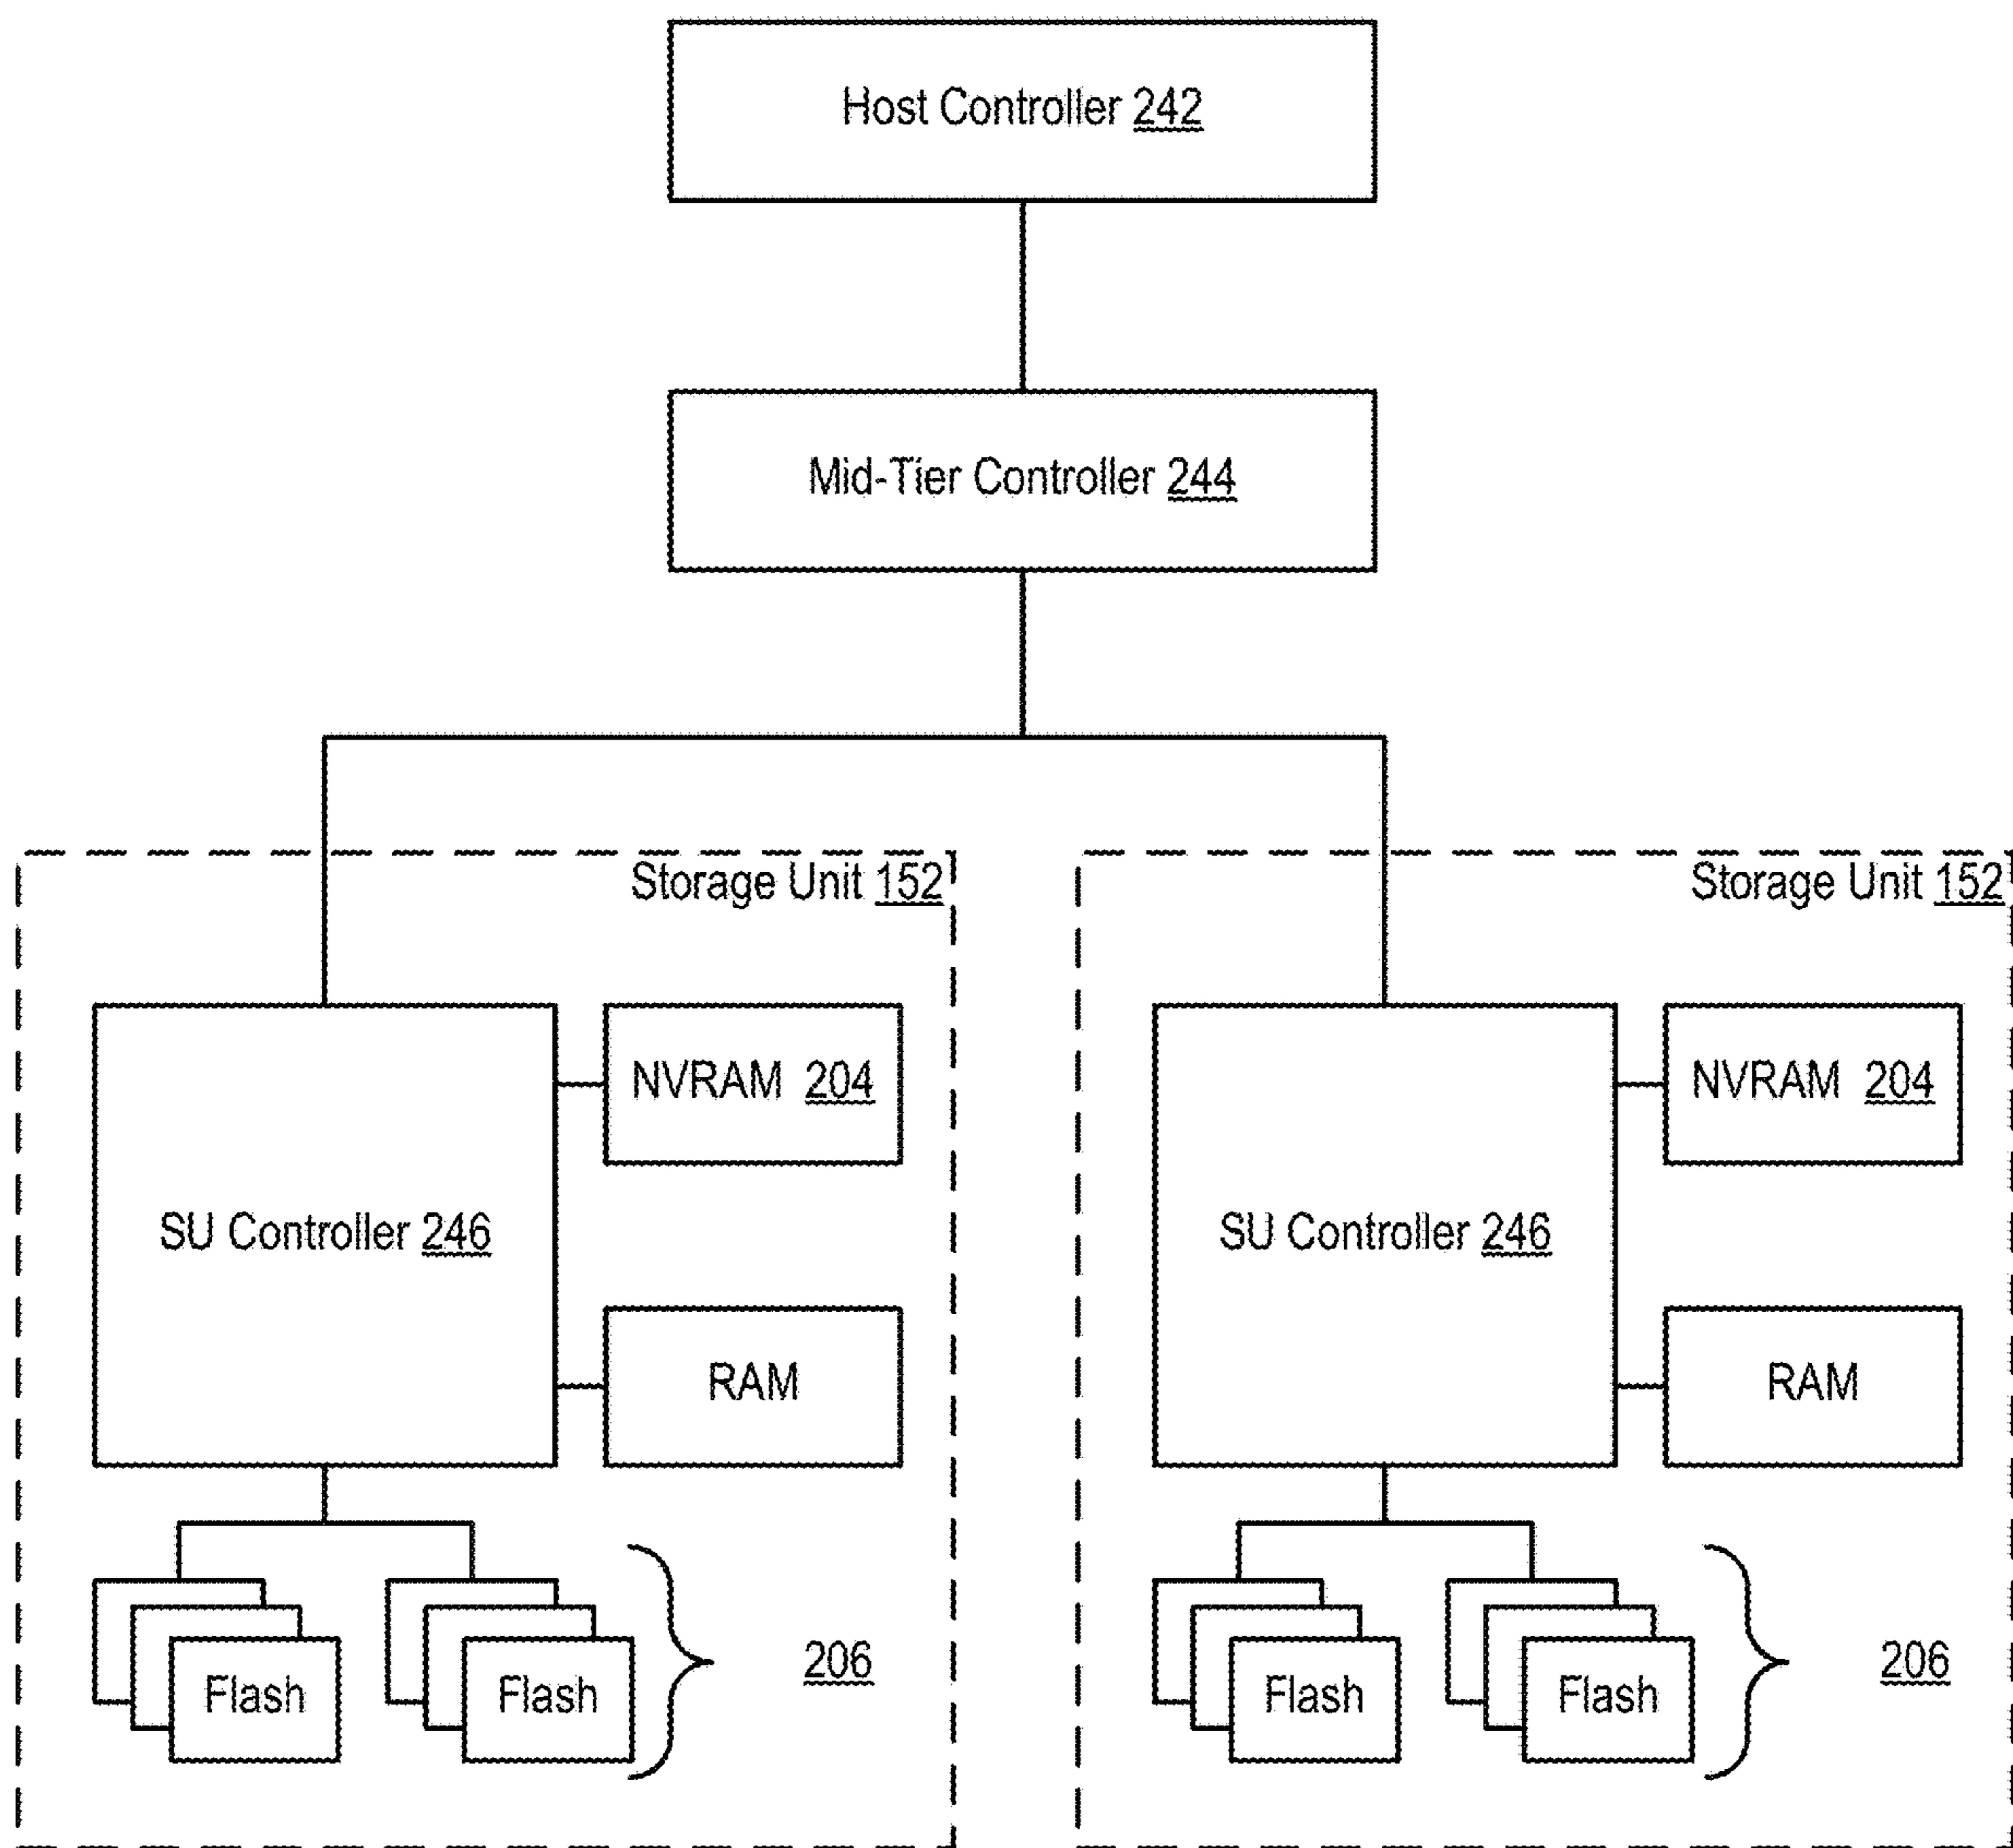 Host Controller 242
Mid-Tier Controller 244
Storage Unit 152
Storage Unit 152
NVRAM 204
NVRAM 204
SU Controller 246
SU Controller 246
RAM
RAM
Flash
Flash
206
Flash
Flash
206